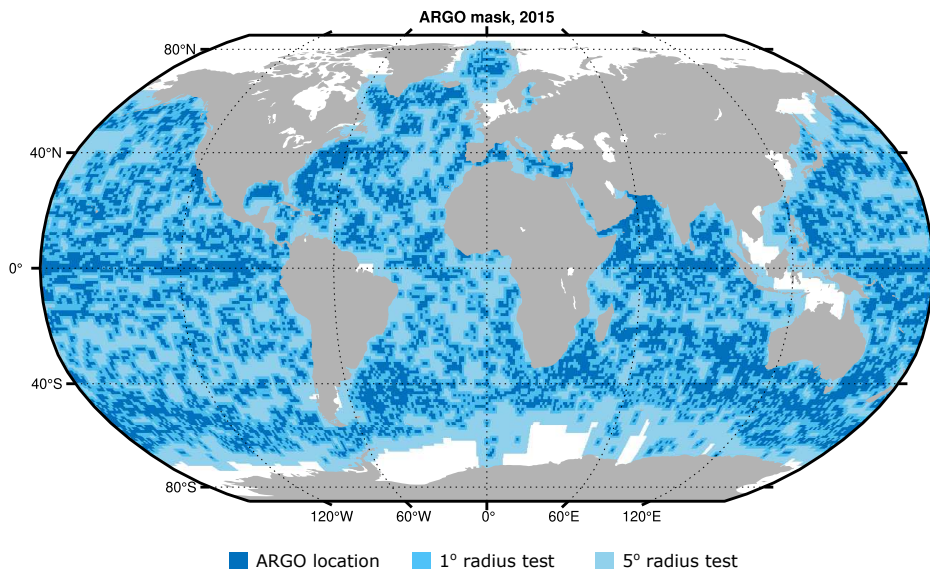 ARGO mask, 2015
80°N
40°N
0°
40°S
80°S
120°W 60°W 0° 60°E 120°E
ARGO location 1° radius test 5° radius test